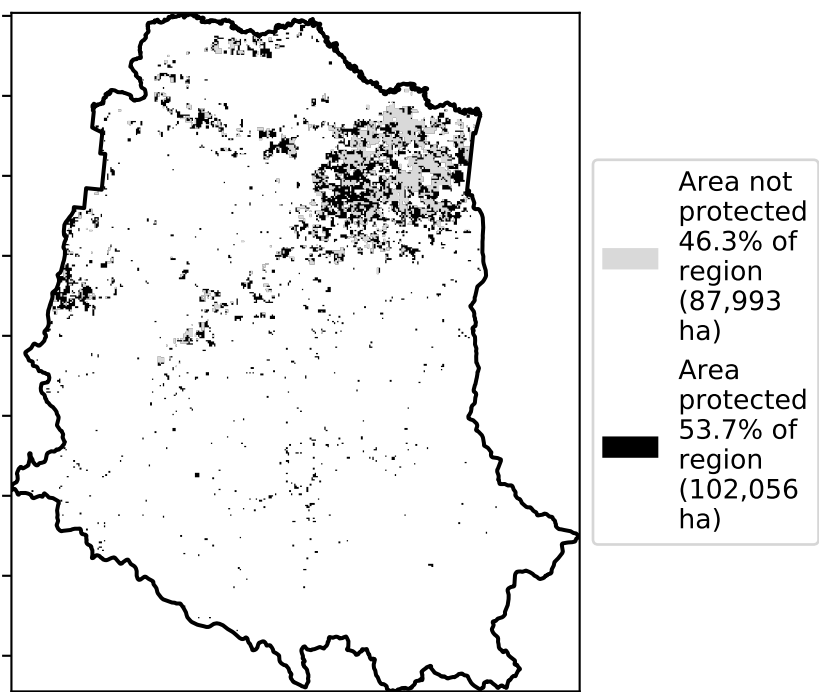 Area not
protected
46.3% of
region
(87,993
ha)
Area
protected
53.7% of
region
(102,056
ha)